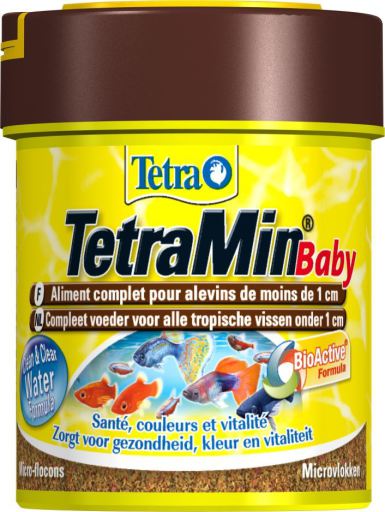 Tetra
TetraMin®
Baby
F Aliment complet pour alevins de moins de 1 cm
NL Compleet voeder voor alle tropische vissen onder 1 cm
Clean & Clear
Water
Formula
BioActive®
Formula
Santé, couleurs et vitalité
Zorgt voor gezondheid, kleur en vitaliteit
Micro-flocons
Microvlokken